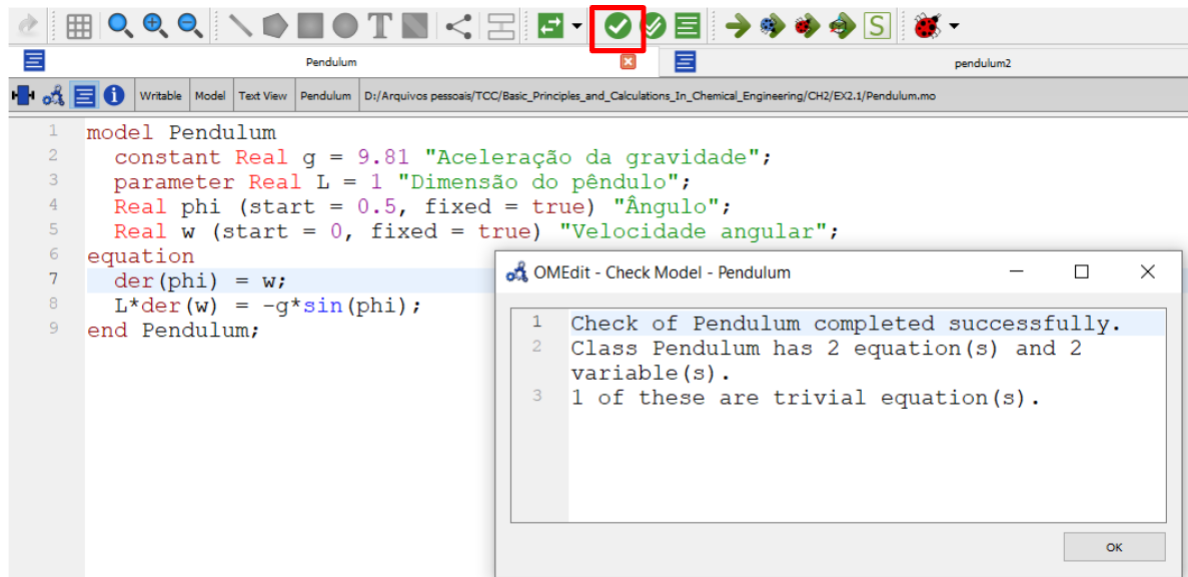 T
S
Pendulum
pendulum2
Writable Model Text View Pendulum D:/Arquivos pessoais/TCC/Basic_Principles_and_Calculations_In_Chemical_Engineering/CH2/EX2.1/Pendulum.mo
1 model Pendulum
2 constant Real g = 9.81 "Aceleração da gravidade";
3 parameter Real L = 1 "Dimensão do pêndulo";
4 Real phi (start = 0.5, fixed = true) "Ângulo";
5 Real w (start = 0, fixed = true) "Velocidade angular";
6 equation
7 der(phi) = w;
8 L*der(w) = -g*sin(phi);
9 end Pendulum;
OMEdit - Check Model - Pendulum
1 Check of Pendulum completed successfully.
2 Class Pendulum has 2 equation(s) and 2
variable(s).
3 1 of these are trivial equation(s).
OK